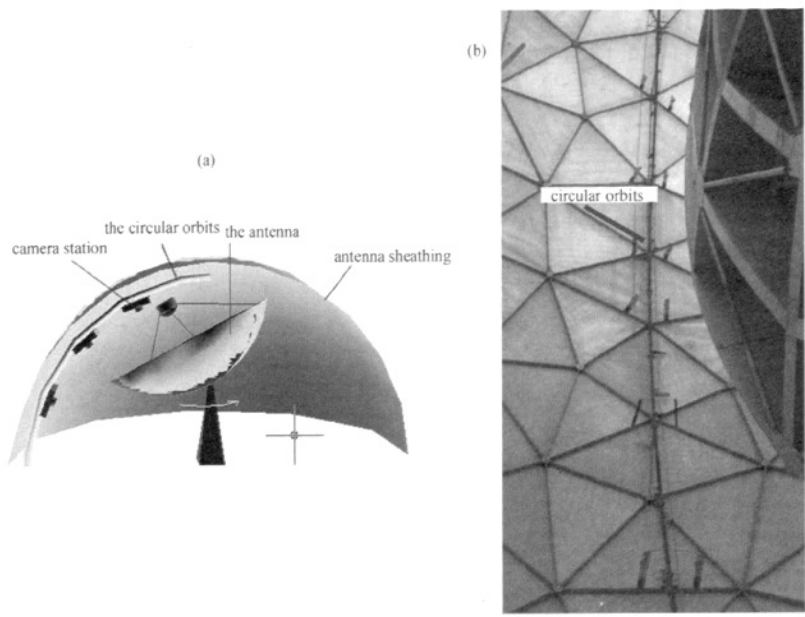 (a)
the circular orbits
the antenna
camera station
antenna sheathing
(b)
circular orbits